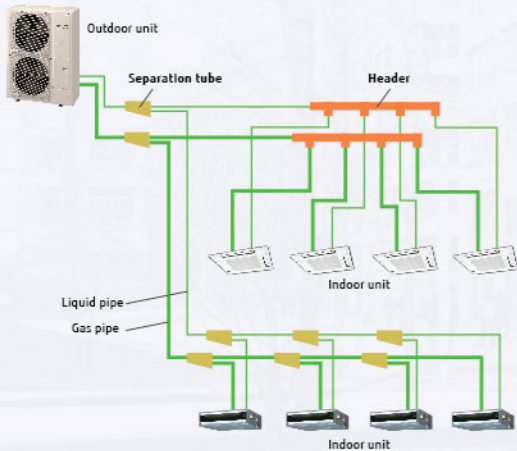 Outdoor unit
Separation tube
Header
Indoor unit
Liquid pipe
Gas pipe
Indoor unit